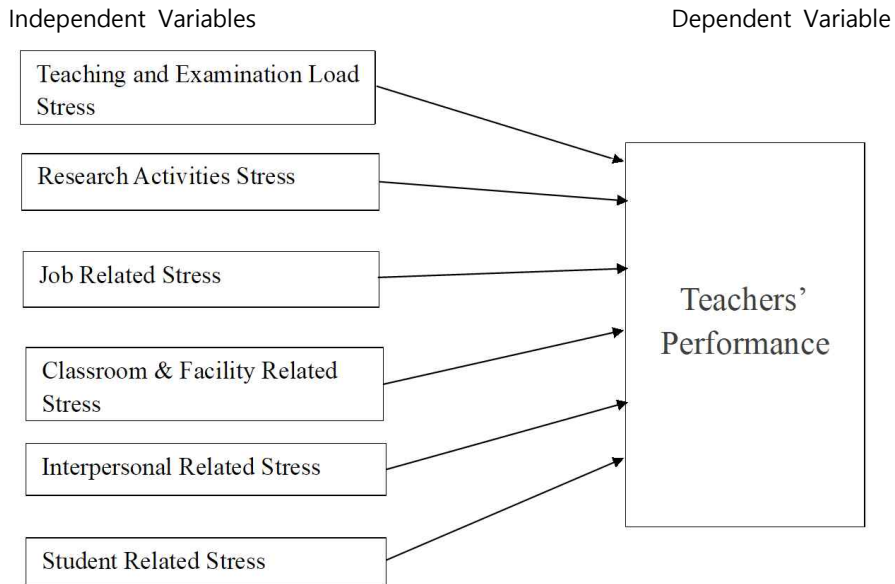 Independent Variables
Dependent Variable
Teaching and Examination Load
Stress
Research Activities Stress
Job Related Stress
Classroom & Facility Related
Stress
Interpersonal Related Stress
Student Related Stress
Teachers’
Performance